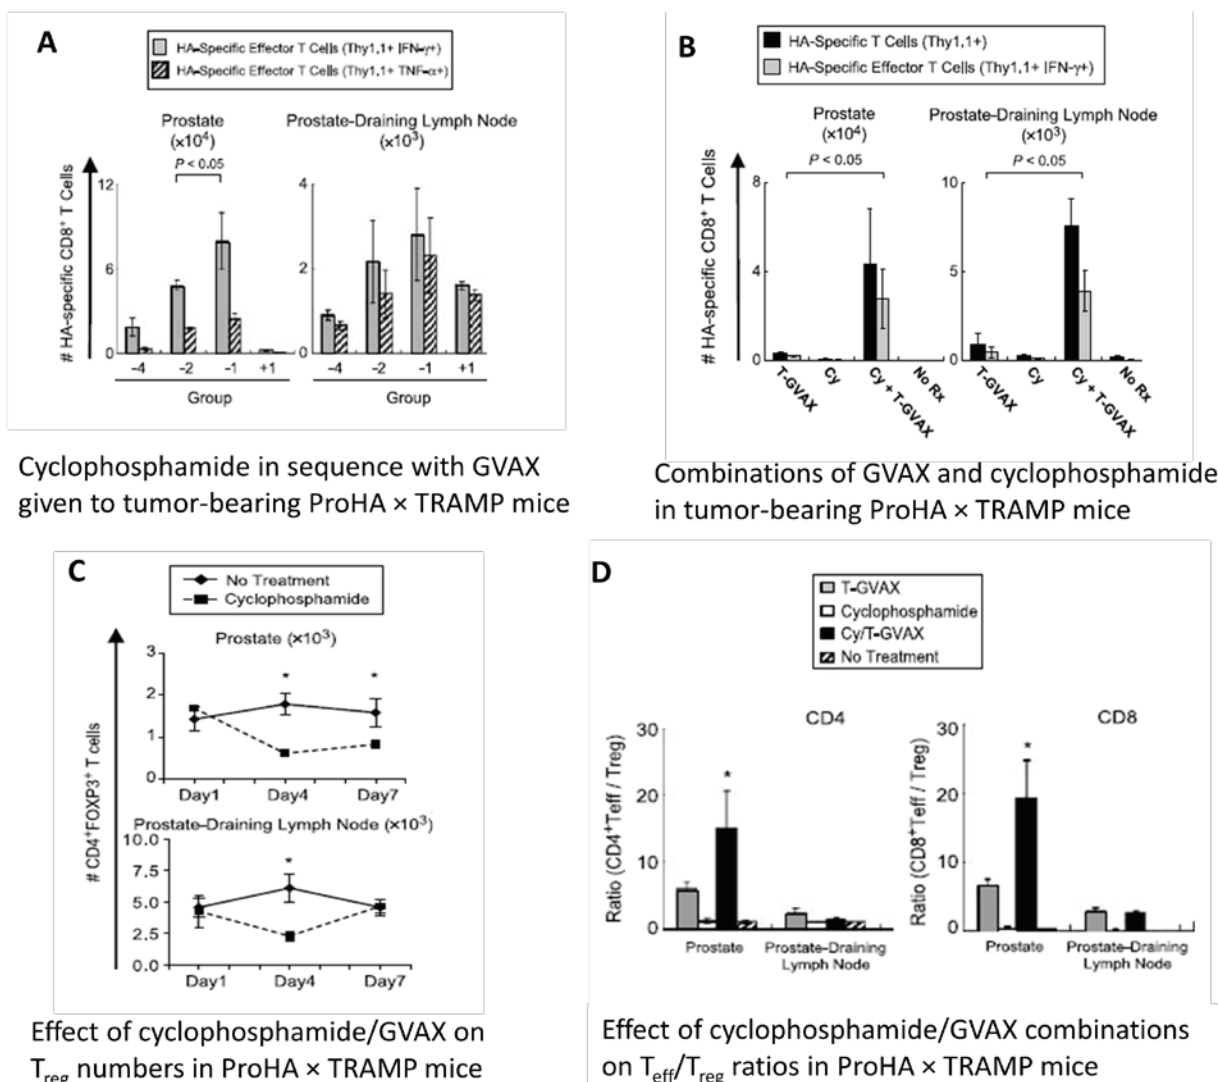 A
HA-Specific Effector T Cells (Thy1.1+ IFN-γ+)
HA-Specific Effector T Cells (Thy1.1+ TNF-α+)
Prostate
(×10⁴)
Prostate-Draining Lymph Node
(×10³)
P < 0.05
# HA-specific CD8⁺ T Cells
12
6
0
4
2
0
-4 -2 -1 +1
-4 -2 -1 +1
Group
Group
Cyclophosphamide in sequence with GVAX
given to tumor-bearing ProHA × TRAMP mice
B
HA-Specific T Cells (Thy1.1+)
HA-Specific Effector T Cells (Thy1.1+ IFN-γ+)
Prostate
(×10⁴)
Prostate-Draining Lymph Node
(×10³)
P < 0.05
P < 0.05
# HA-specific CD8⁺ T Cells
8
4
0
10
5
0
T-GVAX Cy Cy + T-GVAX No Rx
T-GVAX Cy Cy + T-GVAX No Rx
Combinations of GVAX and cyclophosphamide
in tumor-bearing ProHA × TRAMP mice
C
No Treatment
Cyclophosphamide
Prostate (×10³)
# CD4⁺FOXP3⁺ T cells
3
2
1
0
* *
Day1 Day4 Day7
Prostate-Draining Lymph Node (×10³)
10.0
7.5
5.0
2.5
0.0
*
Day1 Day4 Day7
Effect of cyclophosphamide/GVAX on
Treg numbers in ProHA × TRAMP mice
D
T-GVAX
Cyclophosphamide
Cy/T-GVAX
No Treatment
CD4
Ratio (CD4⁺Teff / Treg)
30
20
10
0
*
Prostate Prostate-Draining
Lymph Node
CD8
Ratio (CD8⁺Teff / Treg)
30
20
10
0
*
Prostate Prostate-Draining
Lymph Node
Effect of cyclophosphamide/GVAX combinations
on Teff/Treg ratios in ProHA × TRAMP mice